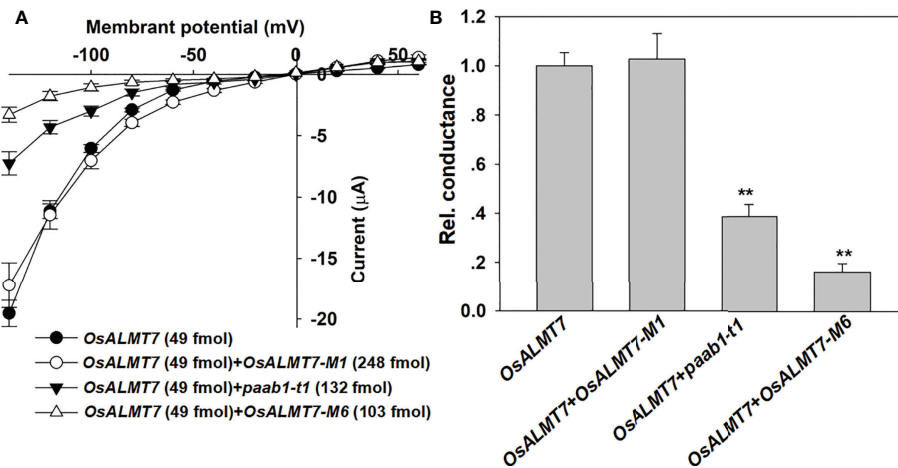 A
Membrant potential (mV)
-100
-50
0
50
0
-5
-10
-15
-20
Current (μA)
OsALMT7 (49 fmol)
OsALMT7 (49 fmol)+OsALMT7-M1 (248 fmol)
OsALMT7 (49 fmol)+paab1-t1 (132 fmol)
OsALMT7 (49 fmol)+OsALMT7-M6 (103 fmol)
B
Rel. conductance
1.2
1.0
.8
.6
.4
.2
0.0
**
**
OsALMT7
OsALMT7+OsALMT7-M1
OsALMT7+paab1-t1
OsALMT7+OsALMT7-M6